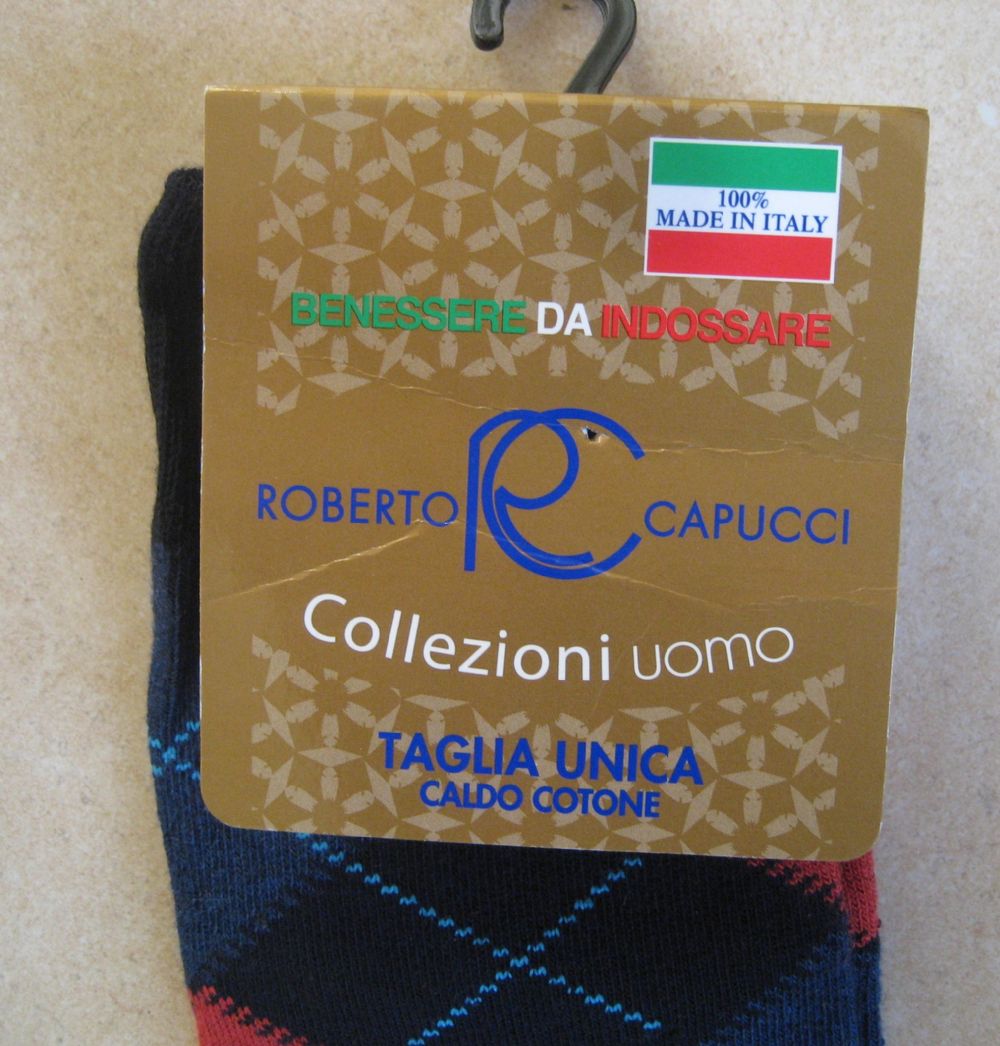 100%
MADE IN ITALY
BENESSERE DA INDOSSARE
ROBERTO RC CAPUCCI
Collezioni uomo
TAGLIA UNICA
CALDO COTONE